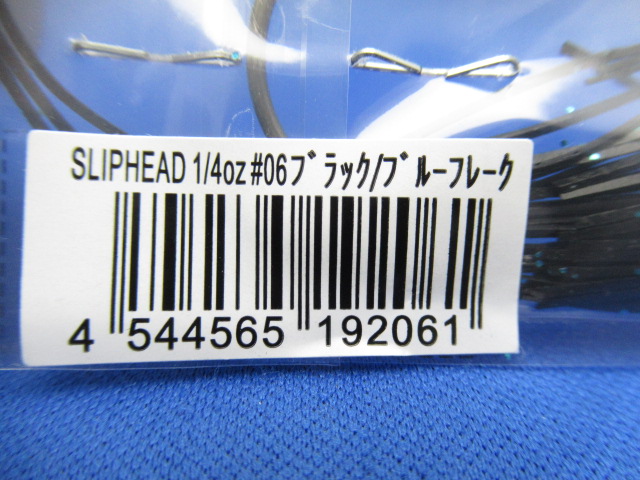 SLIPHEAD 1/4oz #06ﾌﾞﾗｯｸ/ﾌﾞﾙｰﾌﾚｰｸ
4 544565 192061